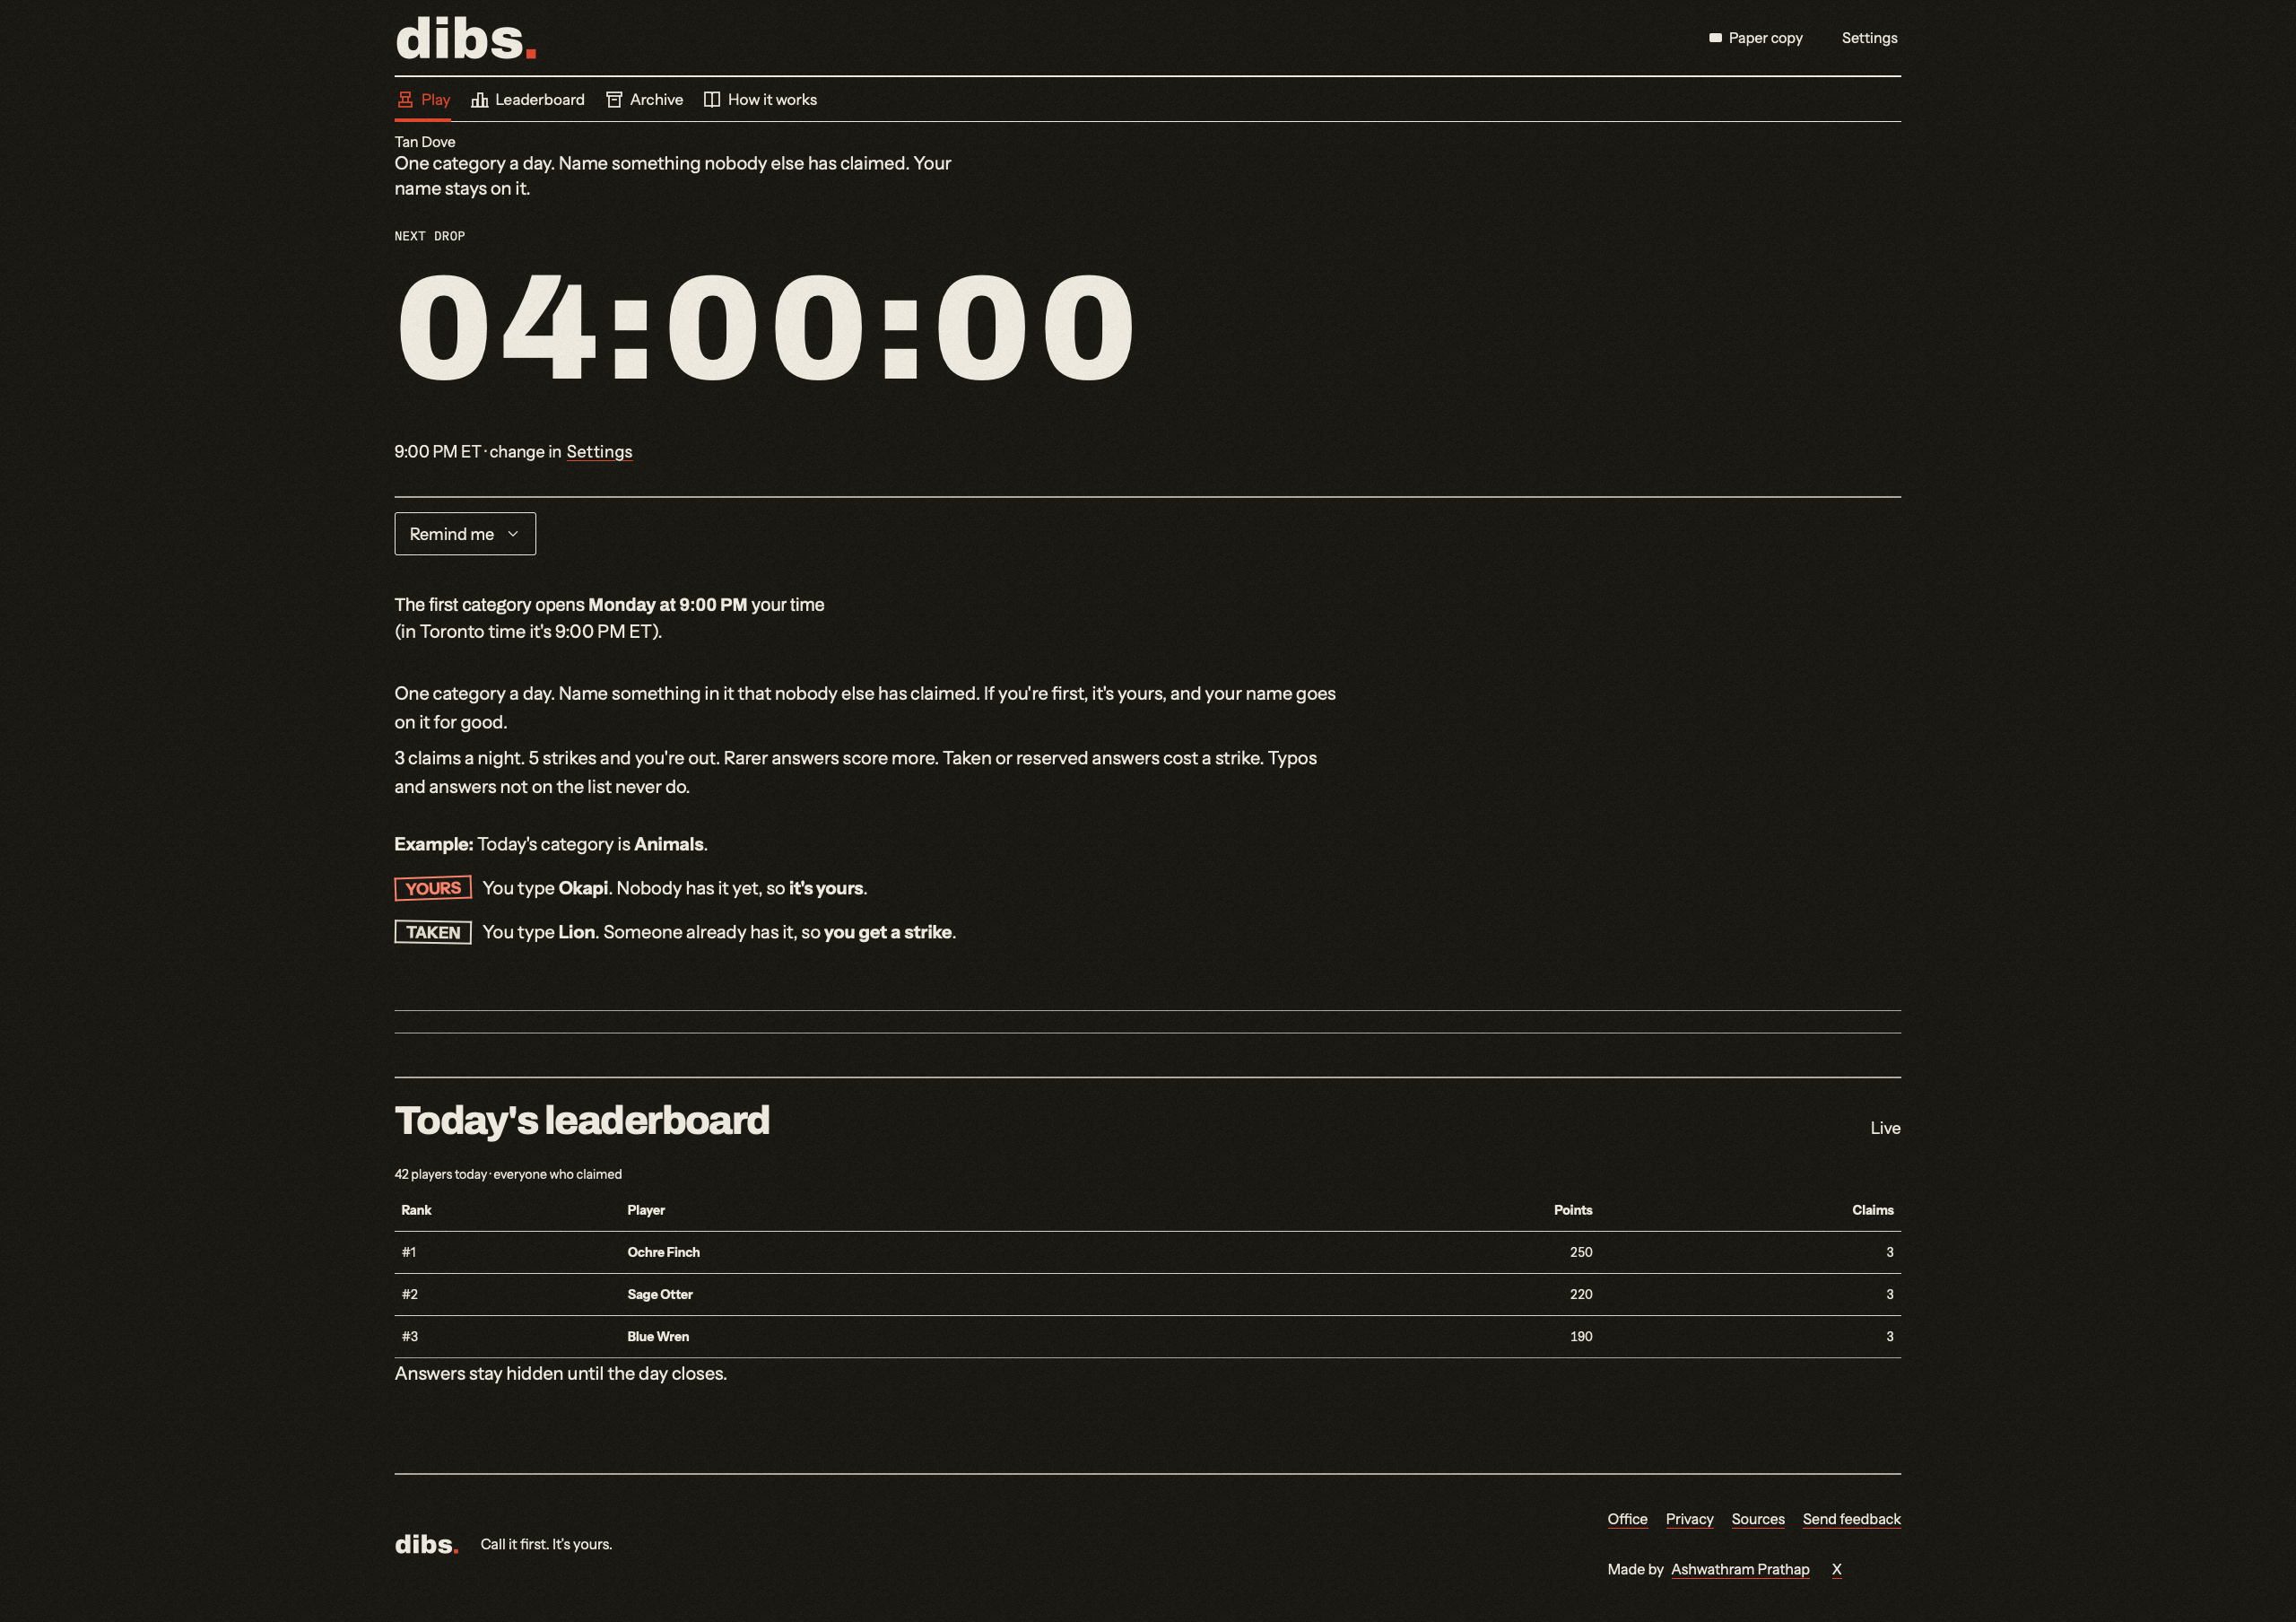 dibs.
Paper copy
Settings
Play
Leaderboard
Archive
How it works
Tan Dove
One category a day. Name something nobody else has claimed. Your
name stays on it.
NEXT DROP
04:00:00
9:00 PM ET · change in Settings
Remind me
The first category opens Monday at 9:00 PM your time
(in Toronto time it's 9:00 PM ET).
One category a day. Name something in it that nobody else has claimed. If you're first, it's yours, and your name goes
on it for good.
3 claims a night. 5 strikes and you're out. Rarer answers score more. Taken or reserved answers cost a strike. Typos
and answers not on the list never do.
Example: Today's category is Animals.
YOURS You type Okapi. Nobody has it yet, so it's yours.
TAKEN You type Lion. Someone already has it, so you get a strike.
Today's leaderboard
Live
42 players today · everyone who claimed
Rank Player Points Claims
#1 Ochre Finch 250 3
#2 Sage Otter 220 3
#3 Blue Wren 190 3
Answers stay hidden until the day closes.
Office Privacy Sources Send feedback
dibs. Call it first. It's yours.
Made by Ashwathram Prathap X